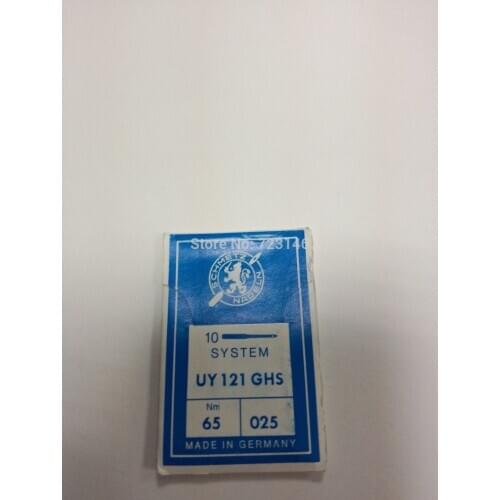 Store No: 723146
SCHMETZ
NADELN
10
SYSTEM
UY 121 GHS
Nm
65 025
MADE IN GERMANY